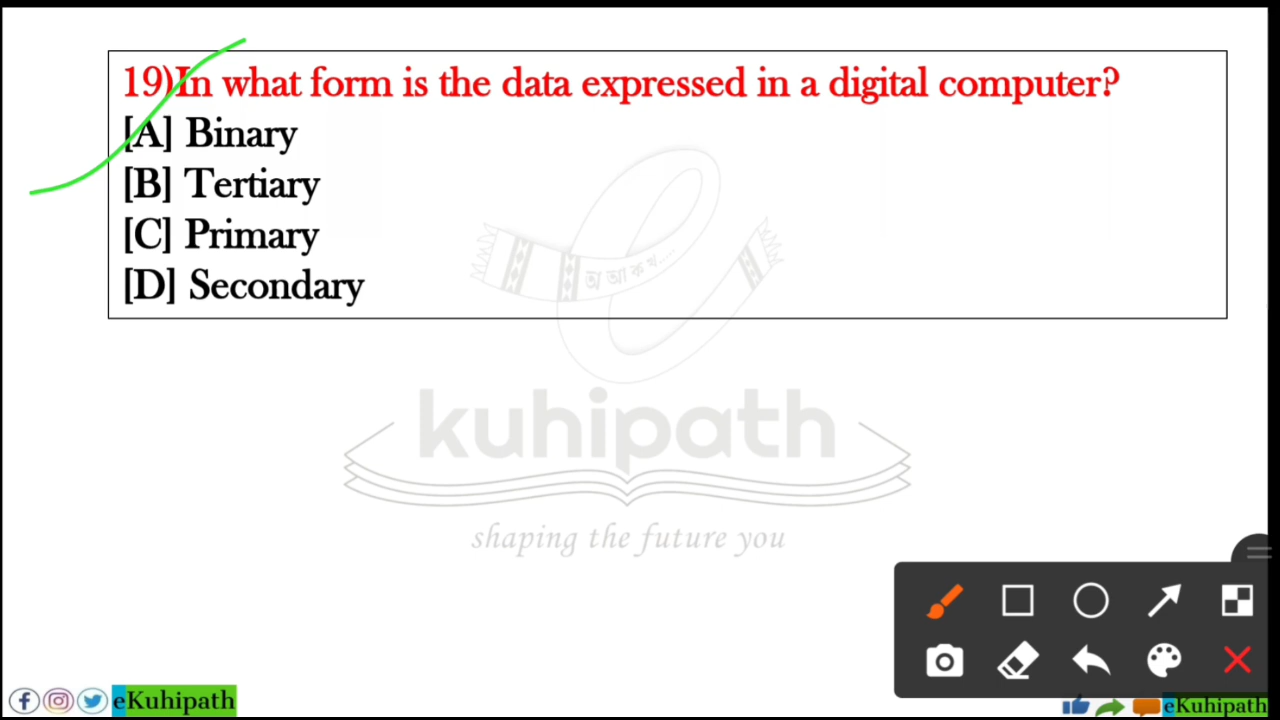 19)In what form is the data expressed in a digital computer?
[A] Binary
[B] Tertiary
[C] Primary
[D] Secondary
অ আ ক খ....
kuhipath
shaping the future you
eKuhipath
eKuhipath